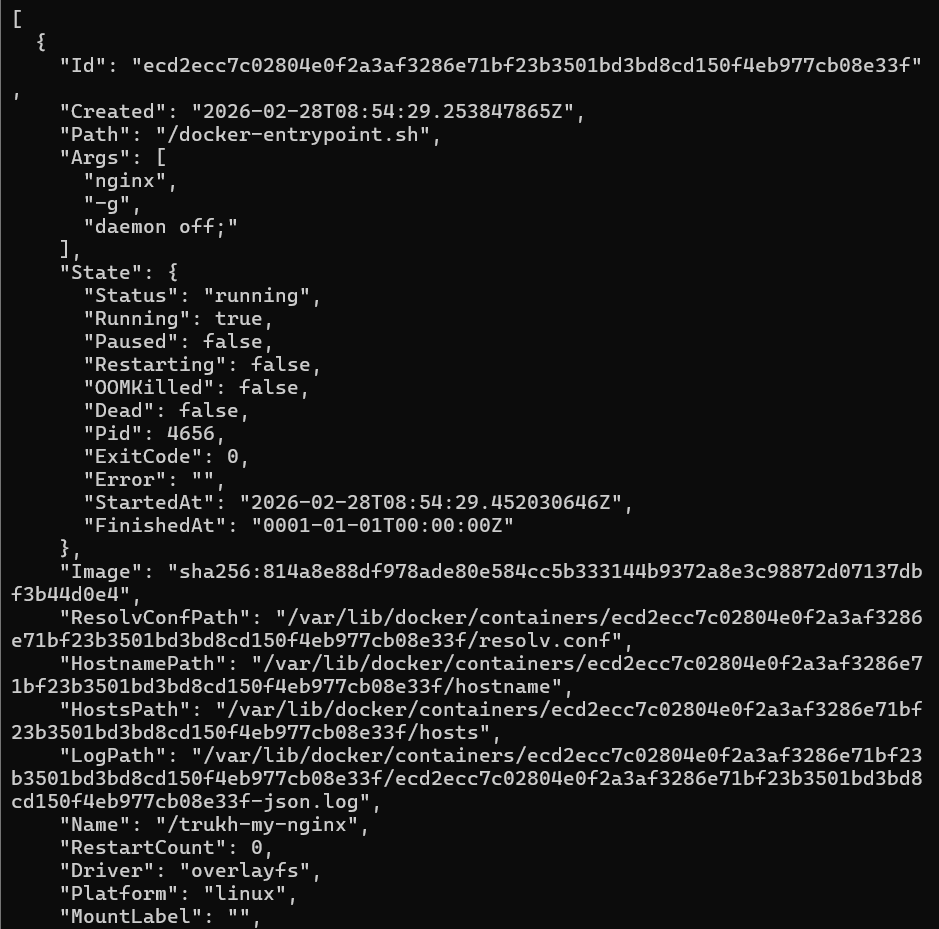 [
  {
    "Id": "ecd2ecc7c02804e0f2a3af3286e71bf23b3501bd3bd8cd150f4eb977cb08e33f"
,
    "Created": "2026-02-28T08:54:29.253847865Z",
    "Path": "/docker-entrypoint.sh",
    "Args": [
      "nginx",
      "-g",
      "daemon off;"
    ],
    "State": {
      "Status": "running",
      "Running": true,
      "Paused": false,
      "Restarting": false,
      "OOMKilled": false,
      "Dead": false,
      "Pid": 4656,
      "ExitCode": 0,
      "Error": "",
      "StartedAt": "2026-02-28T08:54:29.452030646Z",
      "FinishedAt": "0001-01-01T00:00:00Z"
    },
    "Image": "sha256:814a8e88df978ade80e584cc5b333144b9372a8e3c98872d07137db
f3b44d0e4",
    "ResolvConfPath": "/var/lib/docker/containers/ecd2ecc7c02804e0f2a3af3286
e71bf23b3501bd3bd8cd150f4eb977cb08e33f/resolv.conf",
    "HostnamePath": "/var/lib/docker/containers/ecd2ecc7c02804e0f2a3af3286e7
1bf23b3501bd3bd8cd150f4eb977cb08e33f/hostname",
    "HostsPath": "/var/lib/docker/containers/ecd2ecc7c02804e0f2a3af3286e71bf
23b3501bd3bd8cd150f4eb977cb08e33f/hosts",
    "LogPath": "/var/lib/docker/containers/ecd2ecc7c02804e0f2a3af3286e71bf23
b3501bd3bd8cd150f4eb977cb08e33f/ecd2ecc7c02804e0f2a3af3286e71bf23b3501bd3bd8
cd150f4eb977cb08e33f-json.log",
    "Name": "/trukh-my-nginx",
    "RestartCount": 0,
    "Driver": "overlayfs",
    "Platform": "linux",
    "MountLabel": "",